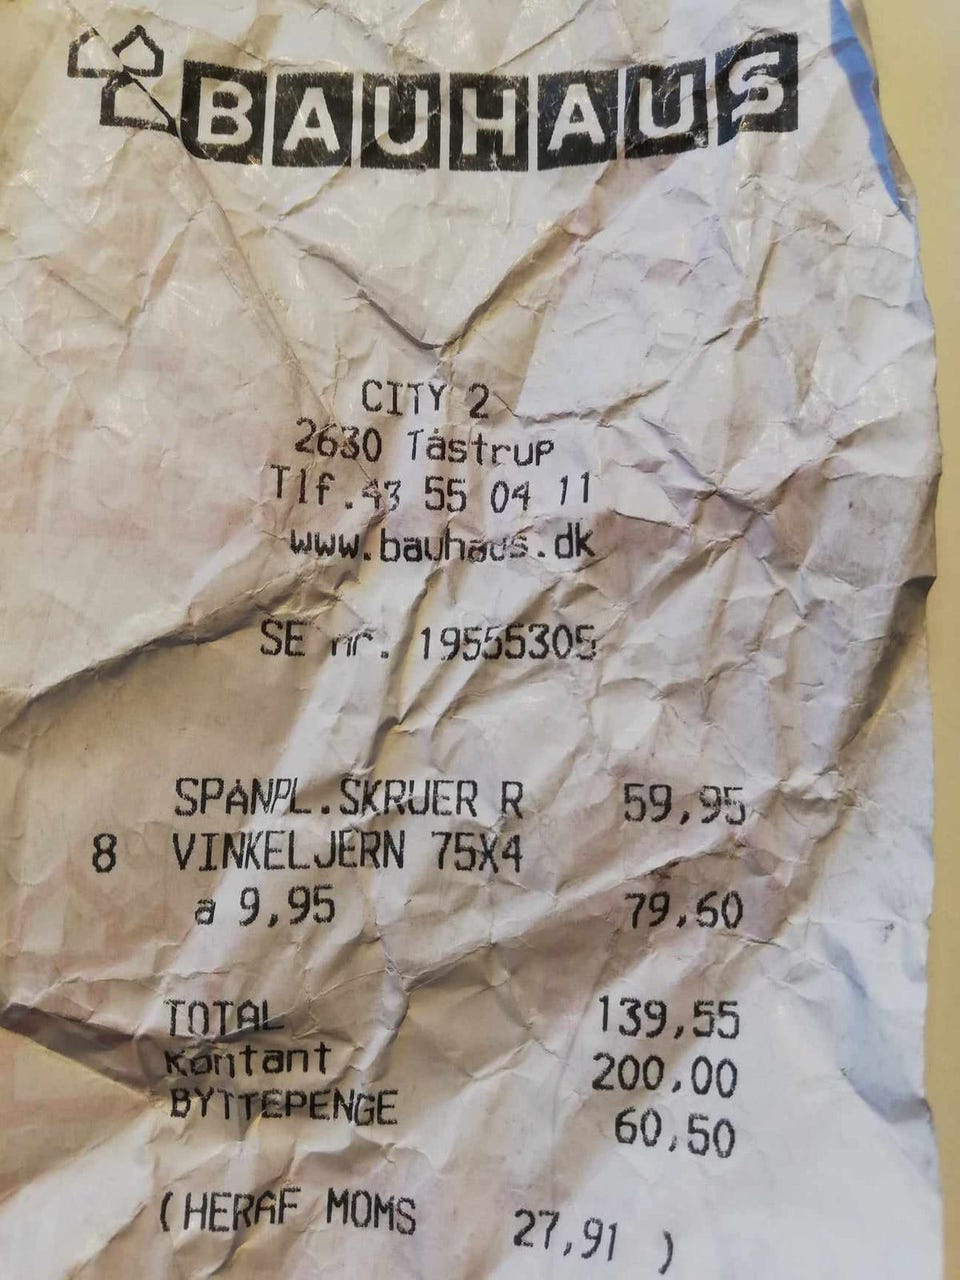 BAUHAUS
CITY 2
2630 Tåstrup
Tlf.43 55 04 11
www.bauhaus.dk
SE nr. 19555305
SPÅNPL.SKRUER R 59,95
8 VINKELJERN 75X4
a 9,95 79,60
TOTAL 139,55
Kontant 200,00
BYTTEPENGE 60,50
(HERAF MOMS 27,91 )